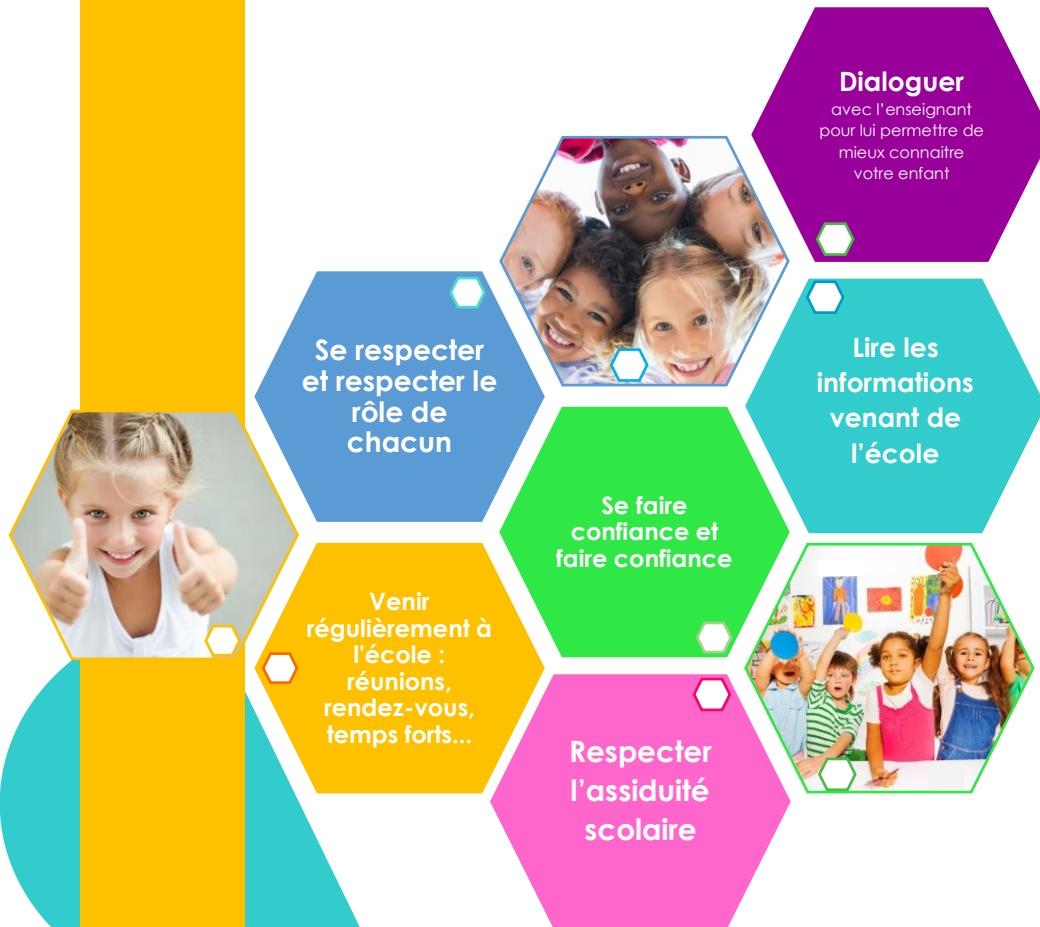 Dialoguer
avec l'enseignant
pour lui permettre de
mieux connaitre
votre enfant
Se respecter
et respecter le
rôle de
chacun
Lire les
informations
venant de
l'école
Se faire
confiance et
faire confiance
Venir
régulièrement à
l'école :
réunions,
rendez-vous,
temps forts...
Respecter
l'assiduité
scolaire